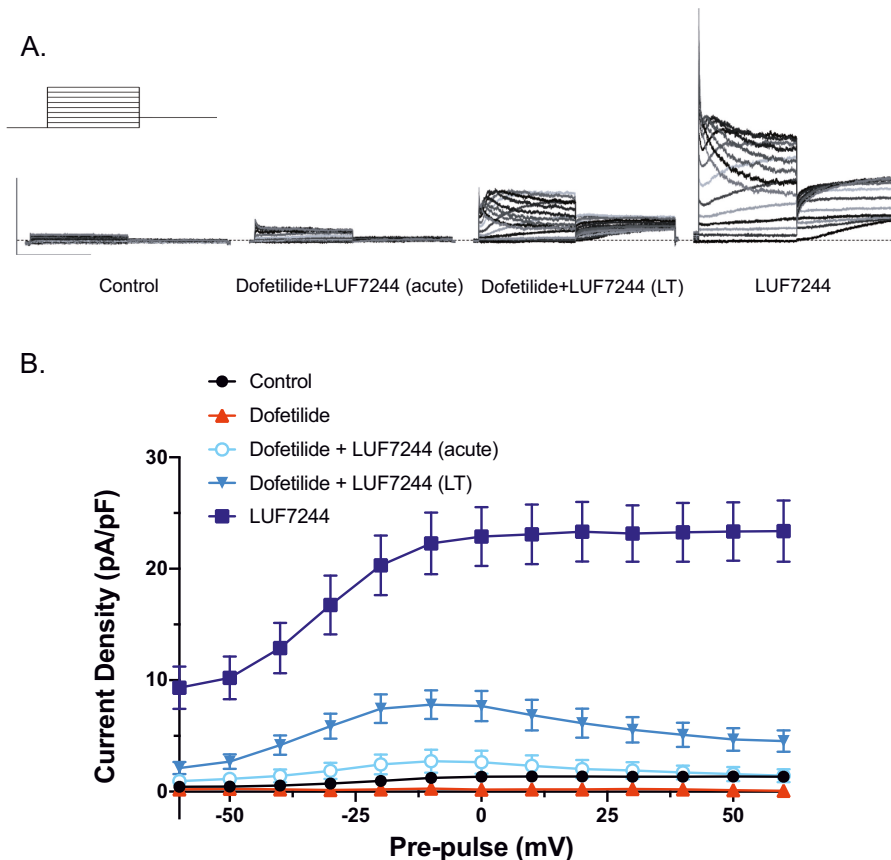 A.
Control
Dofetilide+LUF7244 (acute)
Dofetilide+LUF7244 (LT)
LUF7244
B.
Control
Dofetilide
Dofetilide + LUF7244 (acute)
Dofetilide + LUF7244 (LT)
LUF7244
30
20
10
0
Current Density (pA/pF)
-50
-25
0
25
50
Pre-pulse (mV)